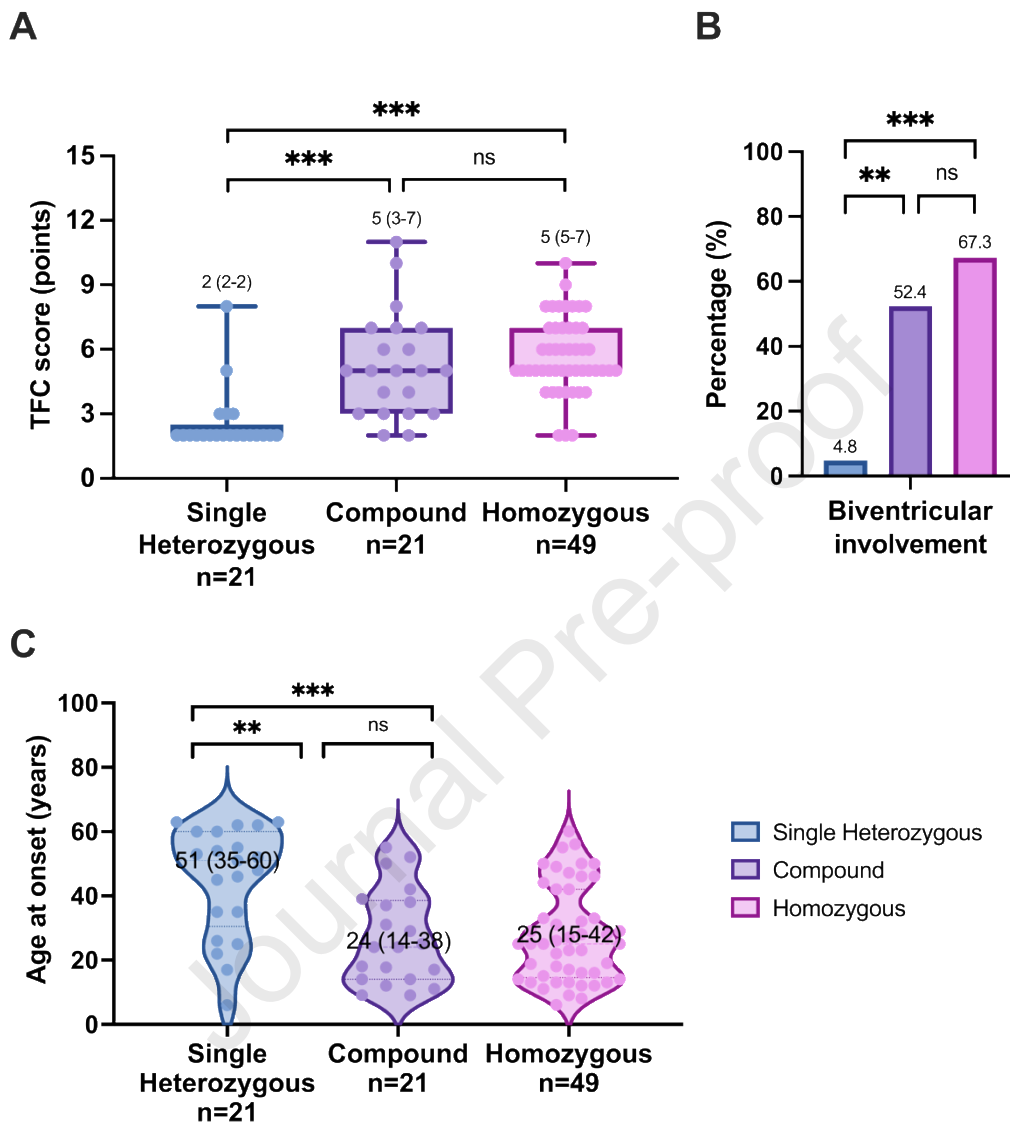 A
***
***
ns
15
12
9
6
3
0
TFC score (points)
2 (2-2)
5 (3-7)
5 (5-7)
Single
Heterozygous
n=21
Compound
n=21
Homozygous
n=49
B
***
**
ns
100
80
60
40
20
0
Percentage (%)
4.8
52.4
67.3
Biventricular
involvement
C
***
**
ns
100
80
60
40
20
0
Age at onset (years)
51 (35-60)
24 (14-38)
25 (15-42)
Single
Heterozygous
n=21
Compound
n=21
Homozygous
n=49
Single Heterozygous
Compound
Homozygous
Journal Pre-proof